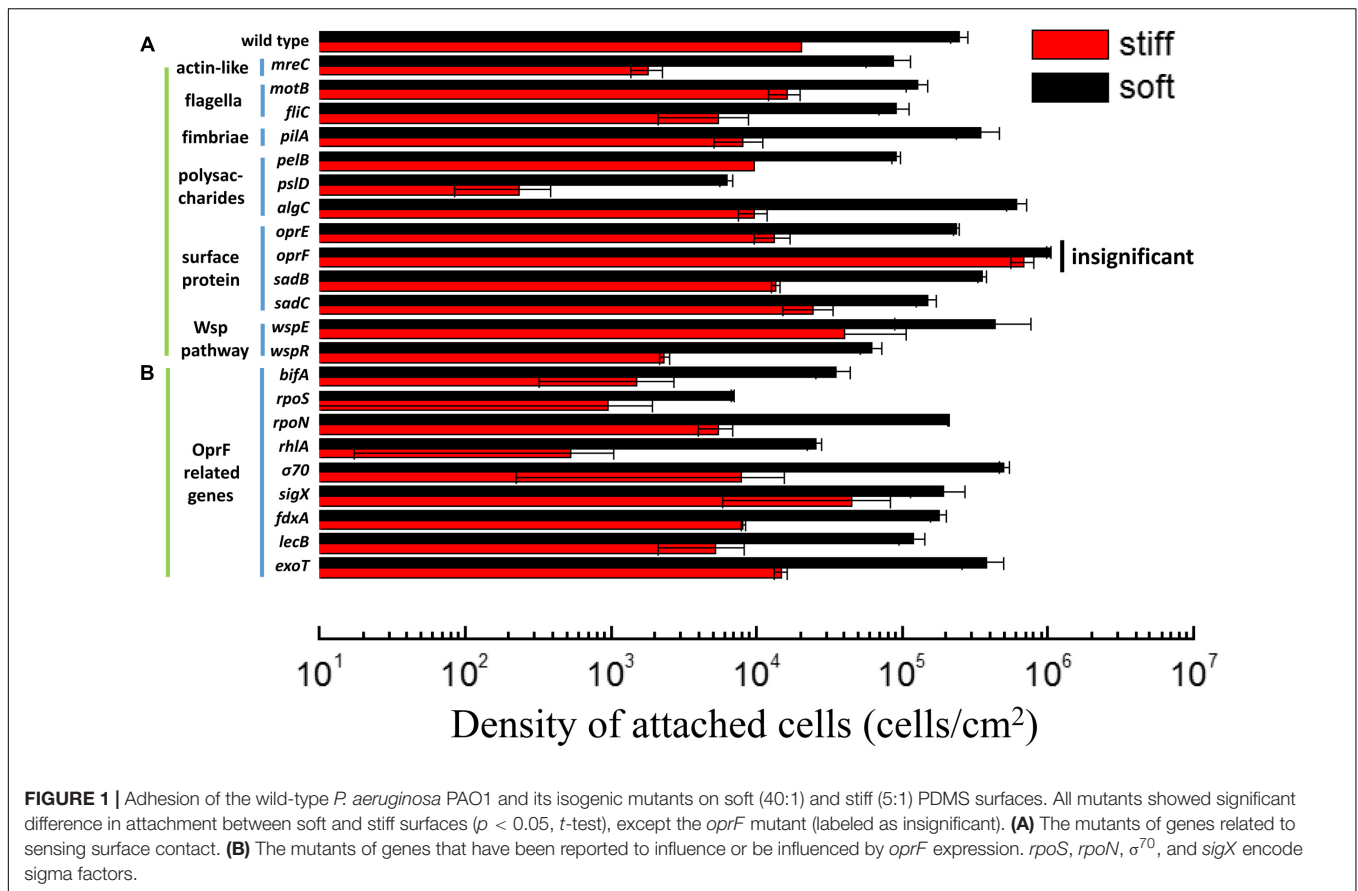 A
wild type
stiff
soft
actin-like
mreC
flagella
motB
fliC
fimbriae
pilA
polysac-
charides
pelB
pslD
algC
surface
protein
oprE
oprF
insignificant
sadB
sadC
Wsp
pathway
wspE
wspR
B
OprF
related
genes
bifA
rpoS
rpoN
rhlA
σ70
sigX
fdxA
lecB
exoT
10¹ 10² 10³ 10⁴ 10⁵ 10⁶ 10⁷
Density of attached cells (cells/cm²)
FIGURE 1 | Adhesion of the wild-type P. aeruginosa PAO1 and its isogenic mutants on soft (40:1) and stiff (5:1) PDMS surfaces. All mutants showed significant
difference in attachment between soft and stiff surfaces (p < 0.05, t-test), except the oprF mutant (labeled as insignificant). (A) The mutants of genes related to
sensing surface contact. (B) The mutants of genes that have been reported to influence or be influenced by oprF expression. rpoS, rpoN, σ⁷⁰, and sigX encode
sigma factors.